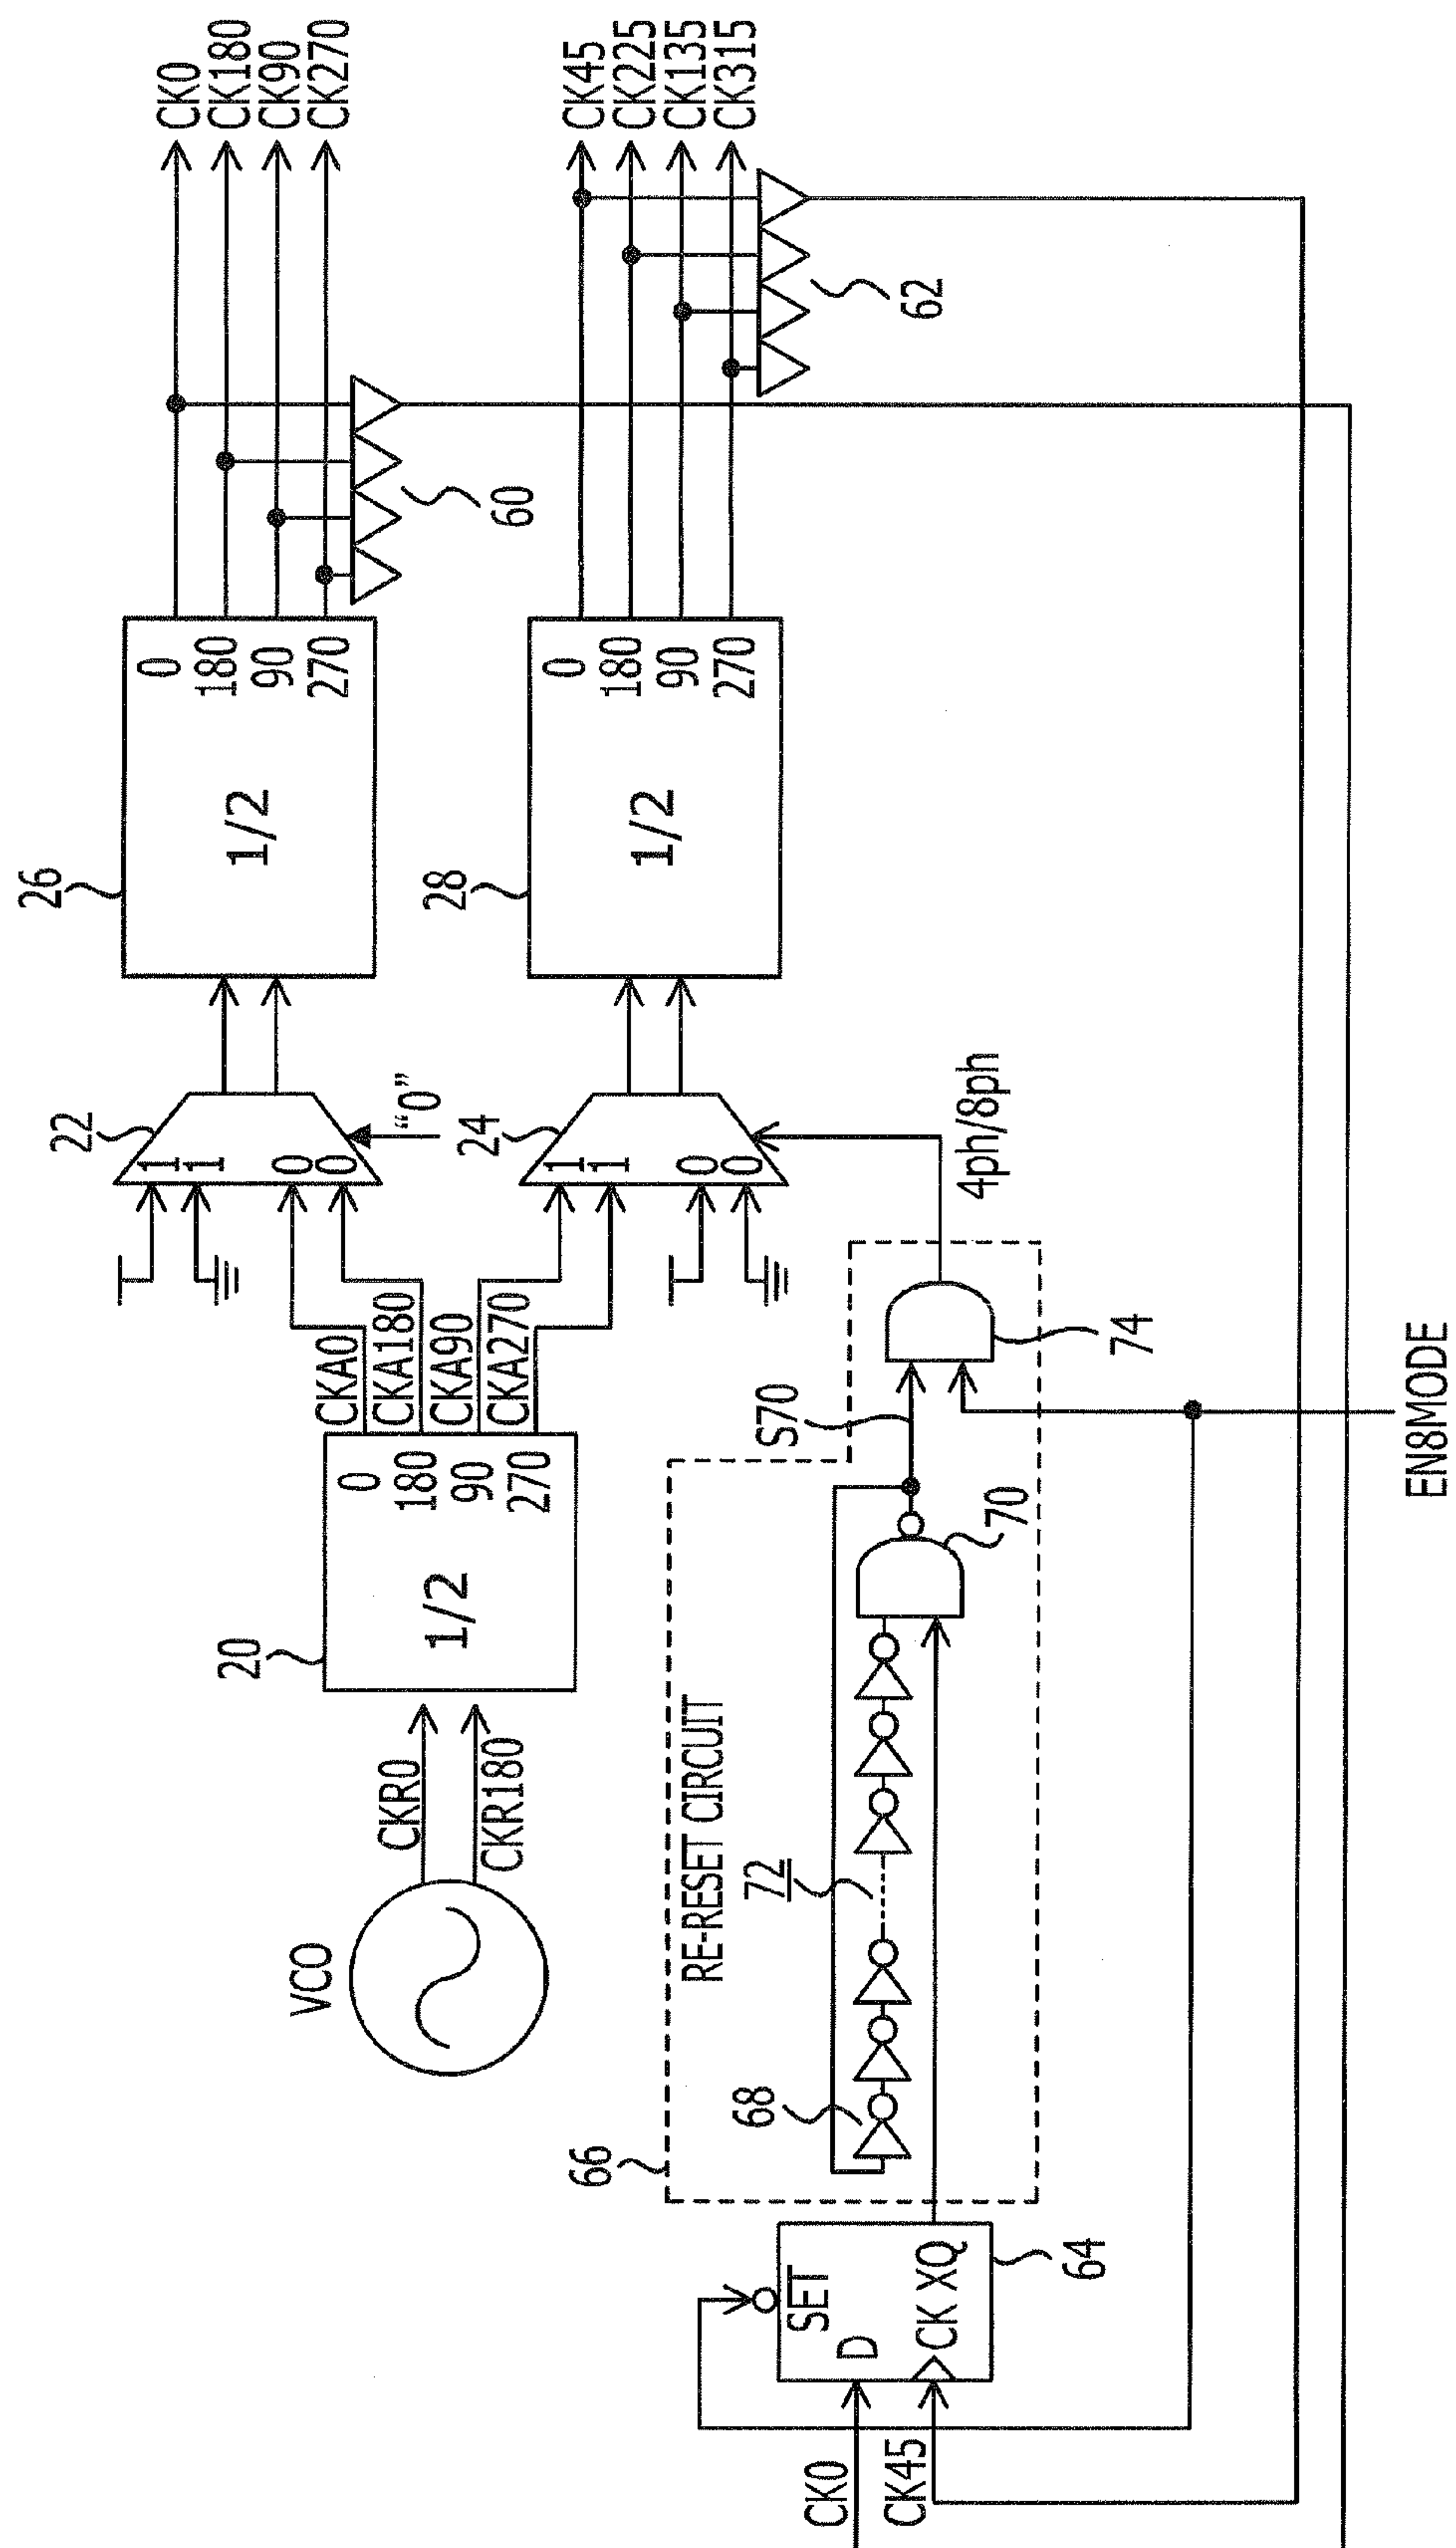 VCO
CKR0
CKR180
20
1/2
0
180
90
270
CKA0
CKA180
CKA90
CKA270
22
1
1
0
0
"0"
24
1
1
0
0
4ph/8ph
26
1/2
0
180
90
270
CK0
CK180
CK90
CK270
60
28
1/2
0
180
90
270
CK45
CK225
CK135
CK315
62
66
RE-RESET CIRCUIT
68
72
70
S70
74
SET
D
CK XQ
64
CK0
CK45
EN8MODE